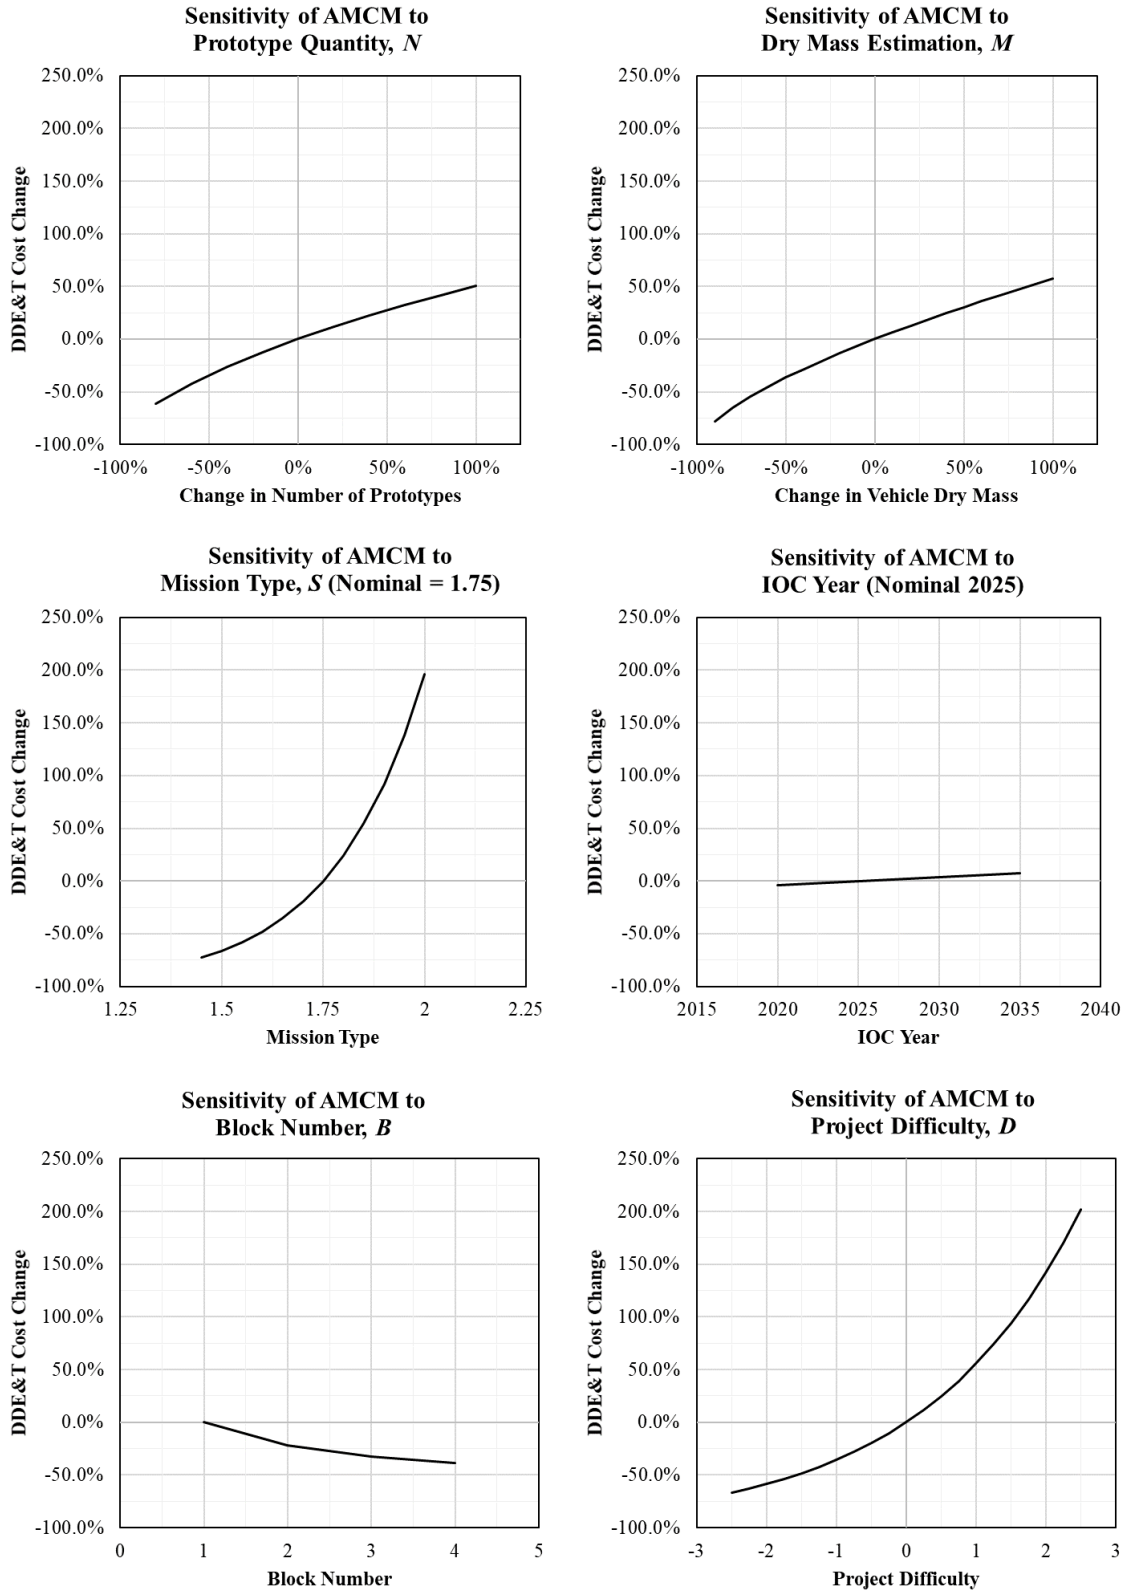 Sensitivity of AMCM to
Prototype Quantity, N
250.0%
200.0%
150.0%
100.0%
50.0%
0.0%
-50.0%
-100.0%
DDE&T Cost Change
-100% -50% 0% 50% 100%
Change in Number of Prototypes
Sensitivity of AMCM to
Dry Mass Estimation, M
250.0%
200.0%
150.0%
100.0%
50.0%
0.0%
-50.0%
-100.0%
DDE&T Cost Change
-100% -50% 0% 50% 100%
Change in Vehicle Dry Mass
Sensitivity of AMCM to
Mission Type, S (Nominal = 1.75)
250.0%
200.0%
150.0%
100.0%
50.0%
0.0%
-50.0%
-100.0%
DDE&T Cost Change
1.25 1.5 1.75 2 2.25
Mission Type
Sensitivity of AMCM to
IOC Year (Nominal 2025)
250.0%
200.0%
150.0%
100.0%
50.0%
0.0%
-50.0%
-100.0%
DDE&T Cost Change
2015 2020 2025 2030 2035 2040
IOC Year
Sensitivity of AMCM to
Block Number, B
250.0%
200.0%
150.0%
100.0%
50.0%
0.0%
-50.0%
-100.0%
DDE&T Cost Change
0 1 2 3 4 5
Block Number
Sensitivity of AMCM to
Project Difficulty, D
250.0%
200.0%
150.0%
100.0%
50.0%
0.0%
-50.0%
-100.0%
DDE&T Cost Change
-3 -2 -1 0 1 2 3
Project Difficulty